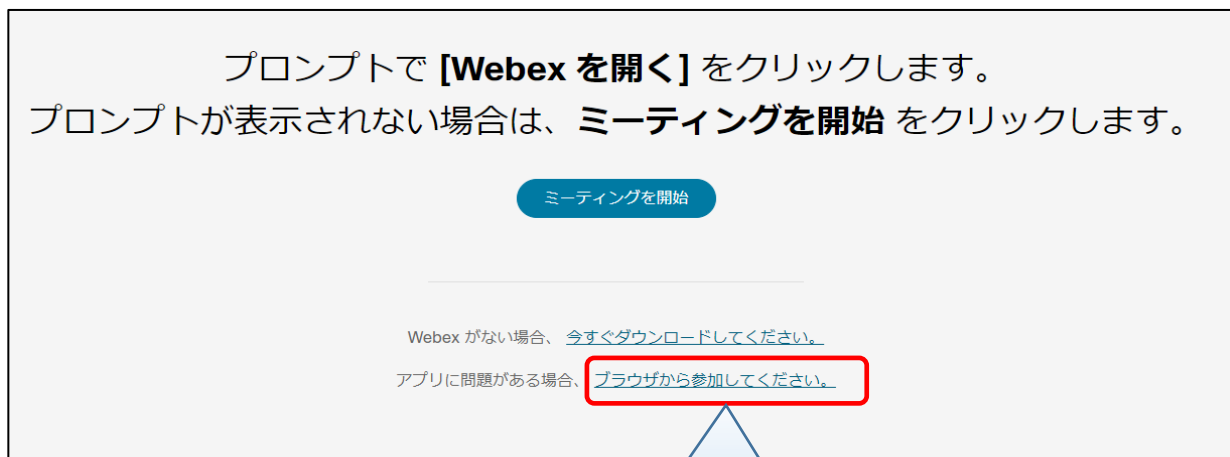 プロンプトで [Webex を開く] をクリックします。
プロンプトが表示されない場合は、ミーティングを開始 をクリックします。
ミーティングを開始
Webex がない場合、 今すぐダウンロードしてください。
アプリに問題がある場合、 ブラウザから参加してください。